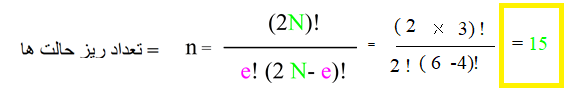 تعداد ریز حالت ها = n = (2N)! / e! (2 N- e)! = (2 × 3)! / 2! (6 -4)! = 15